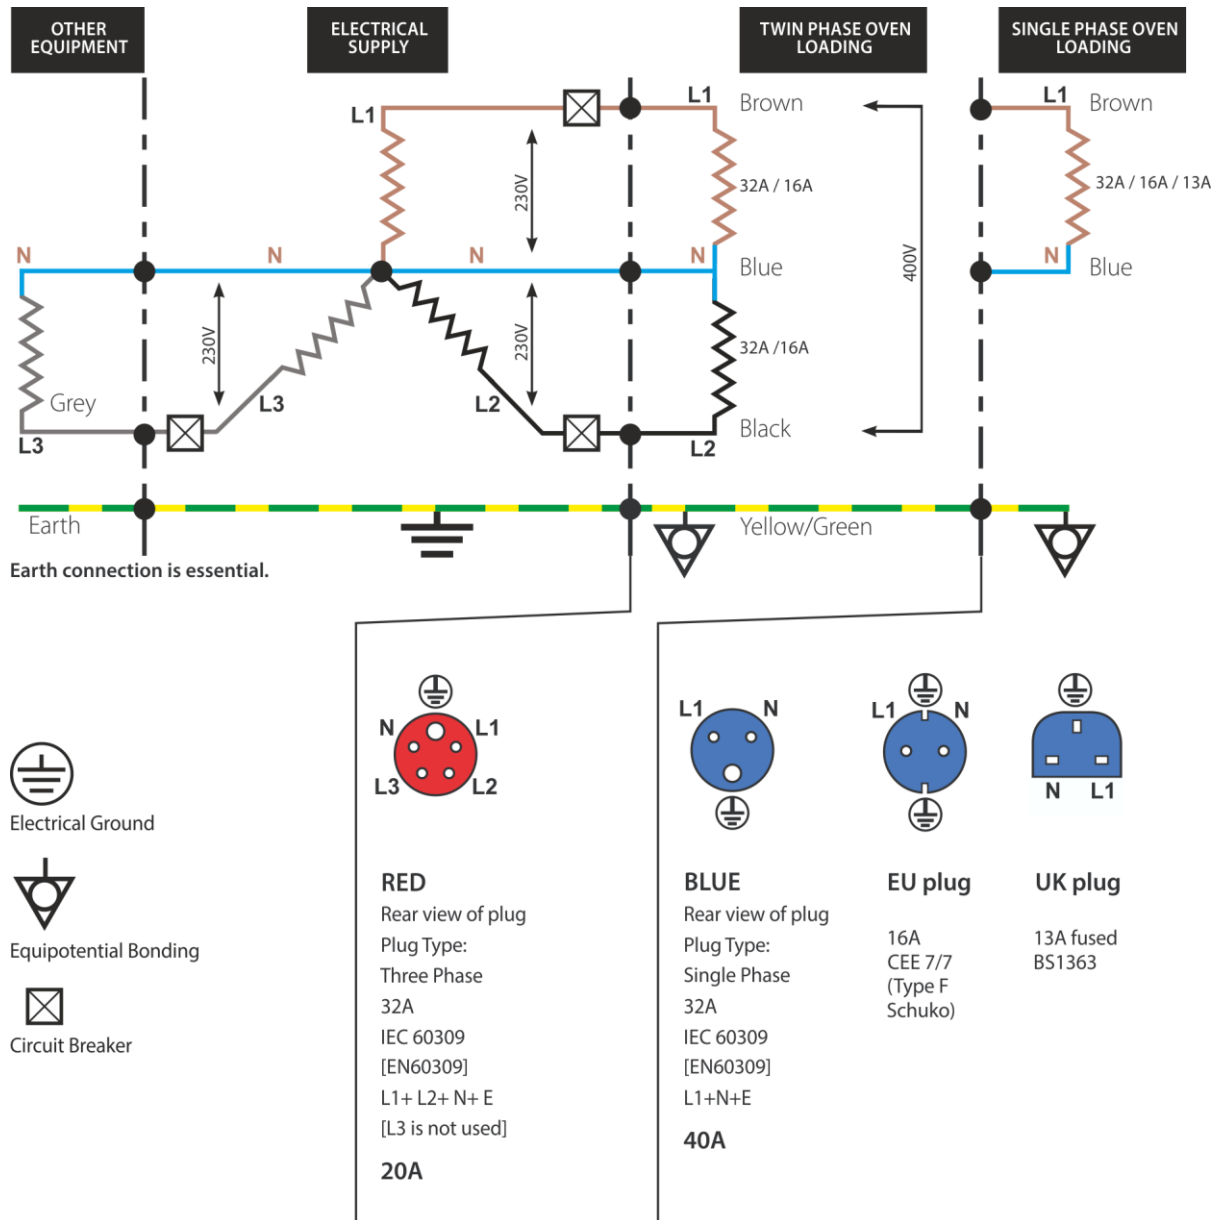 OTHER
EQUIPMENT
ELECTRICAL
SUPPLY
TWIN PHASE OVEN
LOADING
SINGLE PHASE OVEN
LOADING
L1
L1
Brown
L1
Brown
230V
32A / 16A
32A / 16A / 13A
N
N
N
N
Blue
N
Blue
400V
230V
230V
32A /16A
Grey
L3
L2
Black
L3
L2
Earth
Yellow/Green
Earth connection is essential.
Electrical Ground
Equipotential Bonding
Circuit Breaker
N
L1
L3
L2
RED
Rear view of plug
Plug Type:
Three Phase
32A
IEC 60309
[EN60309]
L1+ L2+ N+ E
[L3 is not used]
20A
L1
N
BLUE
Rear view of plug
Plug Type:
Single Phase
32A
IEC 60309
[EN60309]
L1+N+E
40A
L1
N
EU plug
16A
CEE 7/7
(Type F
Schuko)
N
L1
UK plug
13A fused
BS1363